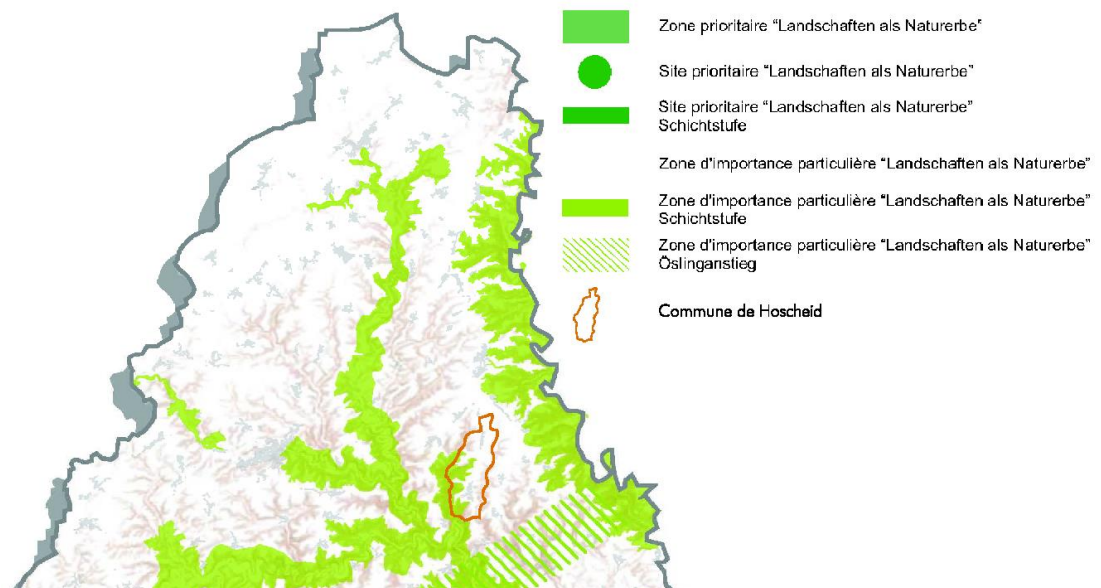 Zone prioritaire “Landschaften als Naturerbe”
Site prioritaire “Landschaften als Naturerbe”
Site prioritaire “Landschaften als Naturerbe”
Schichtstufe
Zone d’importance particulière “Landschaften als Naturerbe”
Zone d’importance particulière “Landschaften als Naturerbe”
Schichtstufe
Zone d’importance particulière “Landschaften als Naturerbe”
Öslinganstieg
Commune de Hoscheid